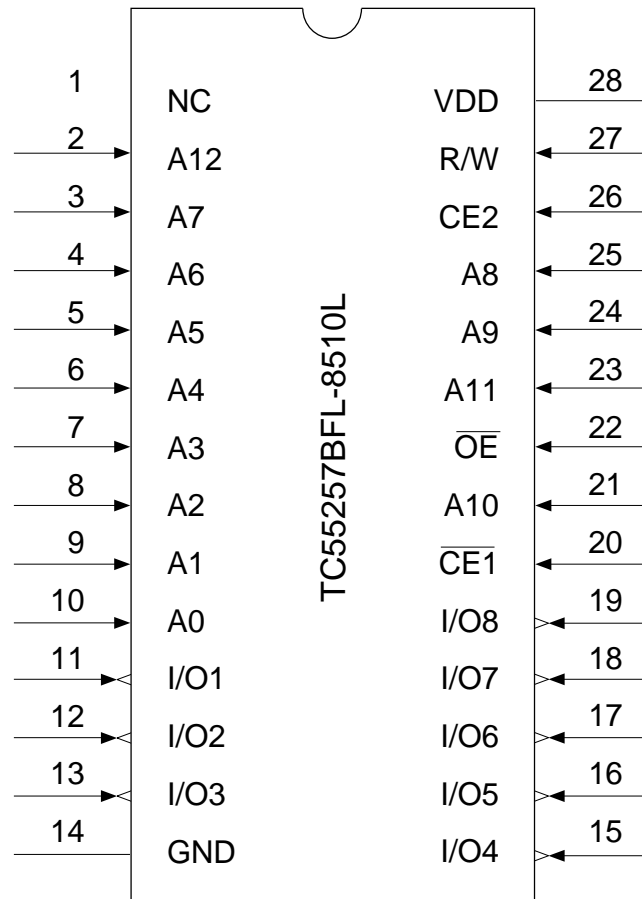 1 NC VDD 28
2 A12 R/W 27
3 A7 CE2 26
4 A6 A8 25
5 A5 A9 24
6 A4 A11 23
7 A3 O̅E̅ 22
8 A2 A10 21
9 A1 C̅E̅1̅ 20
10 A0 I/O8 19
11 I/O1 I/O7 18
12 I/O2 I/O6 17
13 I/O3 I/O5 16
14 GND I/O4 15
TC55257BFL-8510L